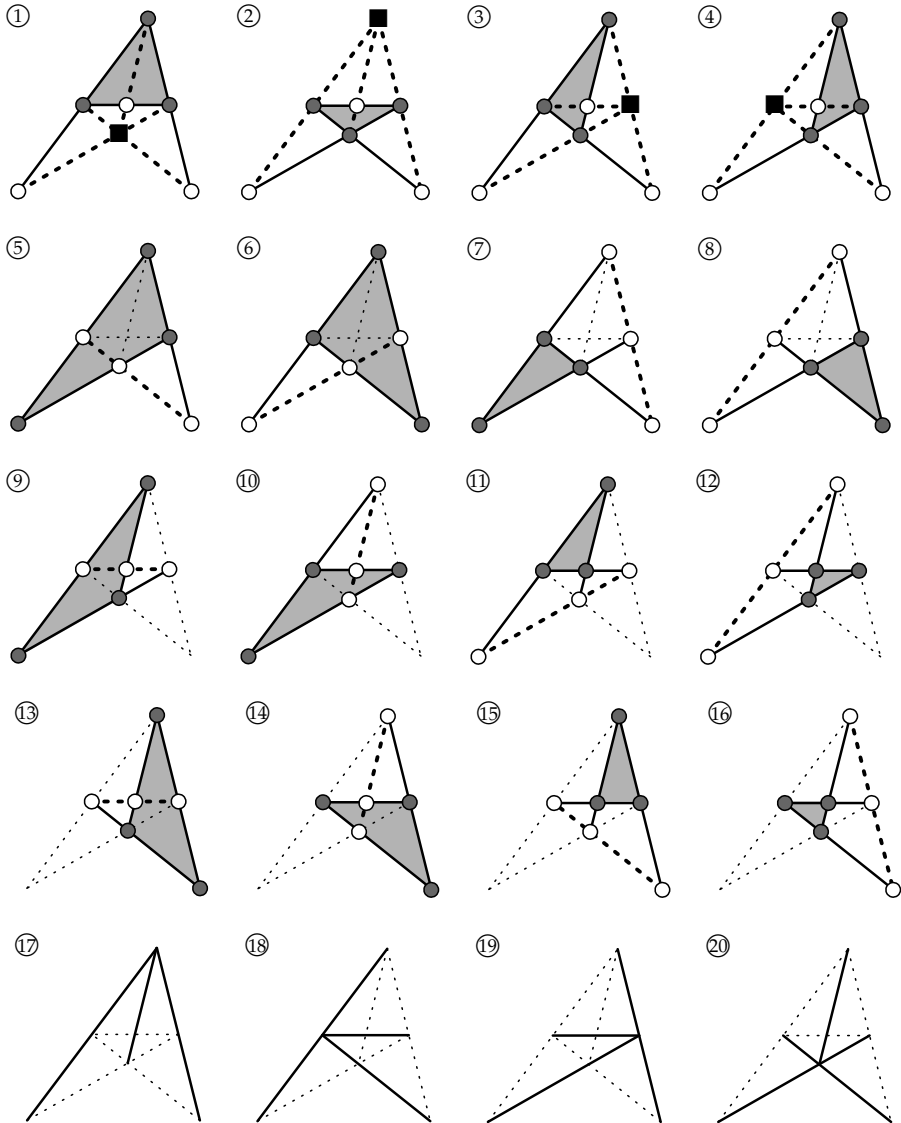 ① ② ③ ④
⑤ ⑥ ⑦ ⑧
⑨ ⑩ ⑪ ⑫
⑬ ⑭ ⑮ ⑯
⑰ ⑱ ⑲ ⑳